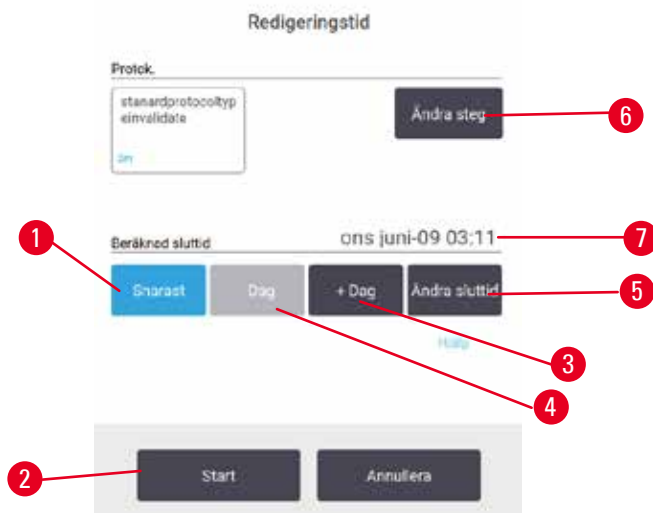 Redigeringstid
Protok.
stanardprotocoltyp
einvalidate
Ändra steg
6
1
Beräknad sluttid
ons juni-09 03:11
7
Snarast
Dag
+ Dag
Ändra sluttid
5
Hjälp
3
4
2
Start
Annullera